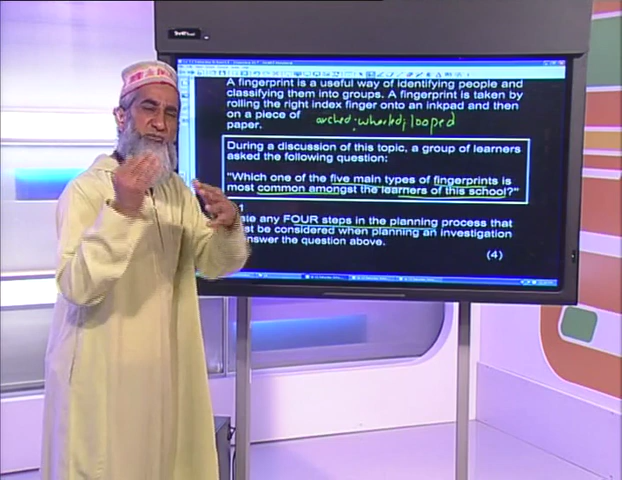 A fingerprint is a useful way of identifying people and
classifying them into groups. A fingerprint is taken by
rolling the right index finger onto an inkpad and then
on a piece of
arched; whorled; looped
paper.
During a discussion of this topic, a group of learners
asked the following question:
"Which one of the five main types of fingerprints is
most common amongst the learners of this school?"
1
ate any FOUR steps in the planning process that
st be considered when planning an investigation
nswer the question above.
(4)